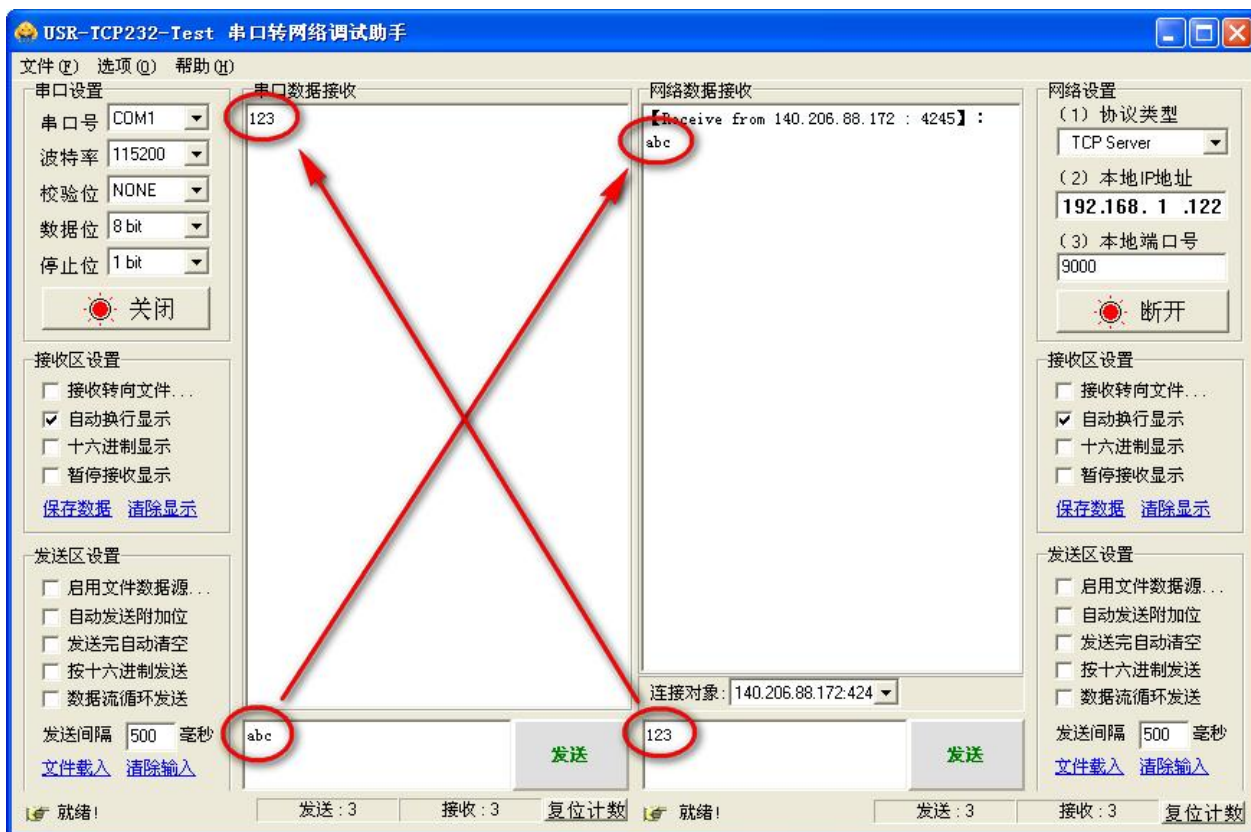 USR-TCP232-Test 串口转网络调试助手
文件(F) 选项(O) 帮助(H)
串口设置
串口号 COM1
波特率 115200
校验位 NONE
数据位 8 bit
停止位 1 bit
关闭
接收区设置
接收转向文件...
自动换行显示
十六进制显示
暂停接收显示
保存数据 清除显示
发送区设置
启用文件数据源...
自动发送附加位
发送完自动清空
按十六进制发送
数据流循环发送
发送间隔 500 毫秒
文件载入 清除输入
串口数据接收
123
abc
发送
网络数据接收
【Receive from 140.206.88.172 : 4245】:
abc
连接对象: 140.206.88.172:424
123
发送
网络设置
(1) 协议类型
TCP Server
(2) 本地IP地址
192.168. 1 .122
(3) 本地端口号
9000
断开
接收区设置
接收转向文件...
自动换行显示
十六进制显示
暂停接收显示
保存数据 清除显示
发送区设置
启用文件数据源...
自动发送附加位
发送完自动清空
按十六进制发送
数据流循环发送
发送间隔 500 毫秒
文件载入 清除输入
就绪! 发送:3 接收:3 复位计数
就绪! 发送:3 接收:3 复位计数